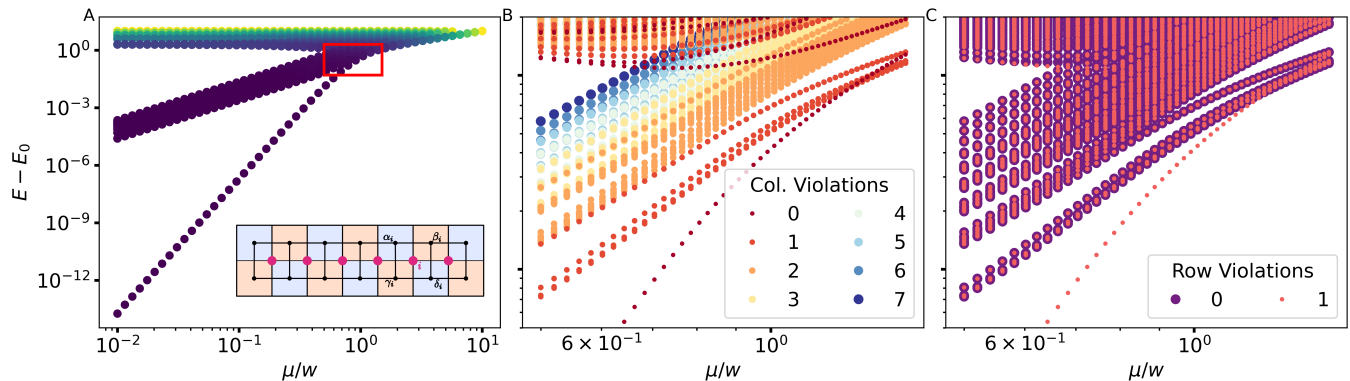 A
B
C
10^0
10^-3
10^-6
10^-9
10^-12
E − E_0
α_i
β_i
i
γ_i
δ_i
10^-2
10^-1
10^0
10^1
μ/w
Col. Violations
0
4
1
5
2
6
3
7
6 × 10^-1
10^0
μ/w
Row Violations
0
1
6 × 10^-1
10^0
μ/w